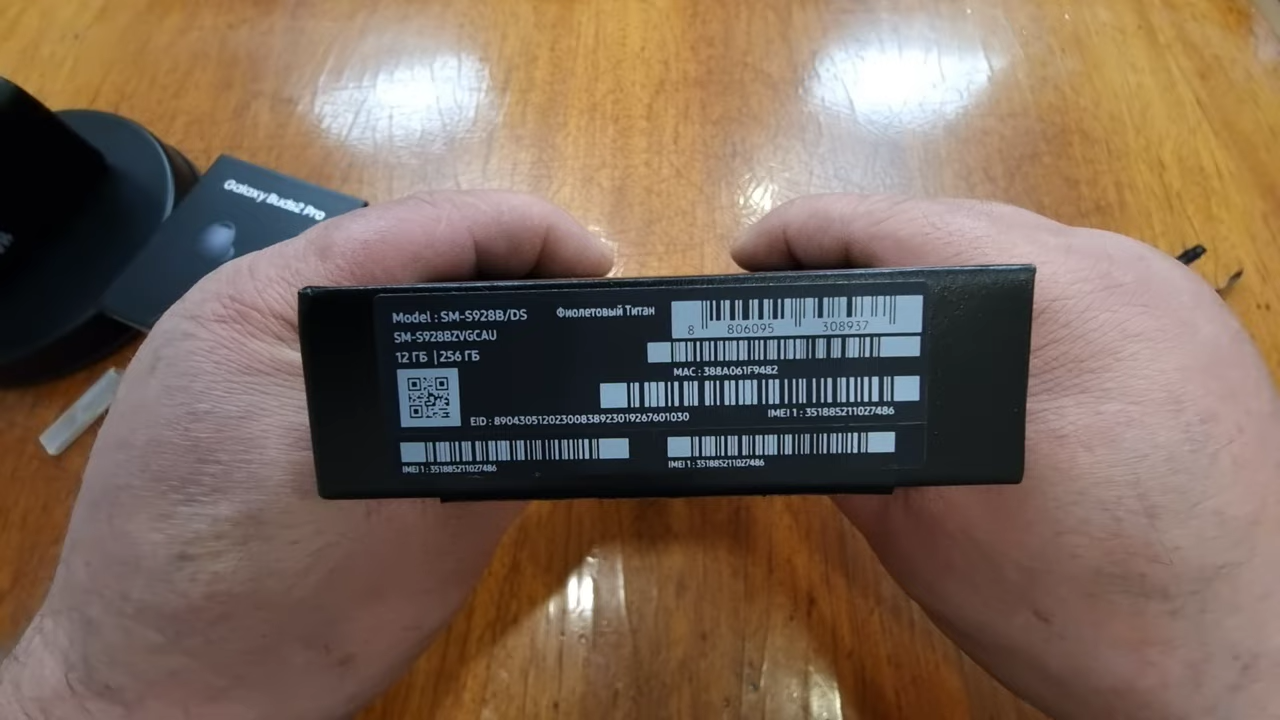 Galaxy Buds2 Pro
Model : SM-S928B/DS
Фиолетовый Титан
SM-S928BZVGCAU
12 ГБ | 256 ГБ
8 806095 308937
MAC : 388A061F9482
EID : 89043051202300838923019267601030
IMEI 1 : 351885211027486
IMEI 1 : 351885211027486
IMEI 1 : 351885211027486